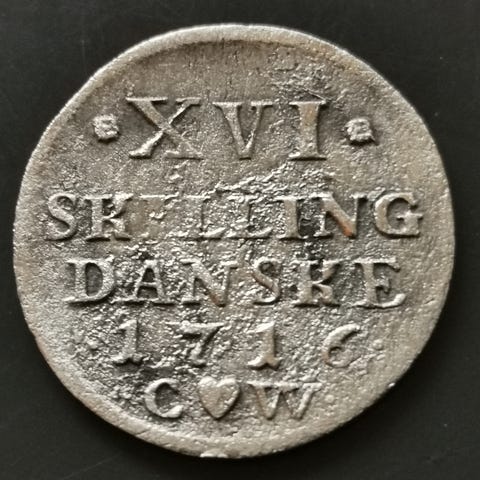 · XVI ·
SKILLING
DANSKE
· 1716 ·
· C ♥ W ·